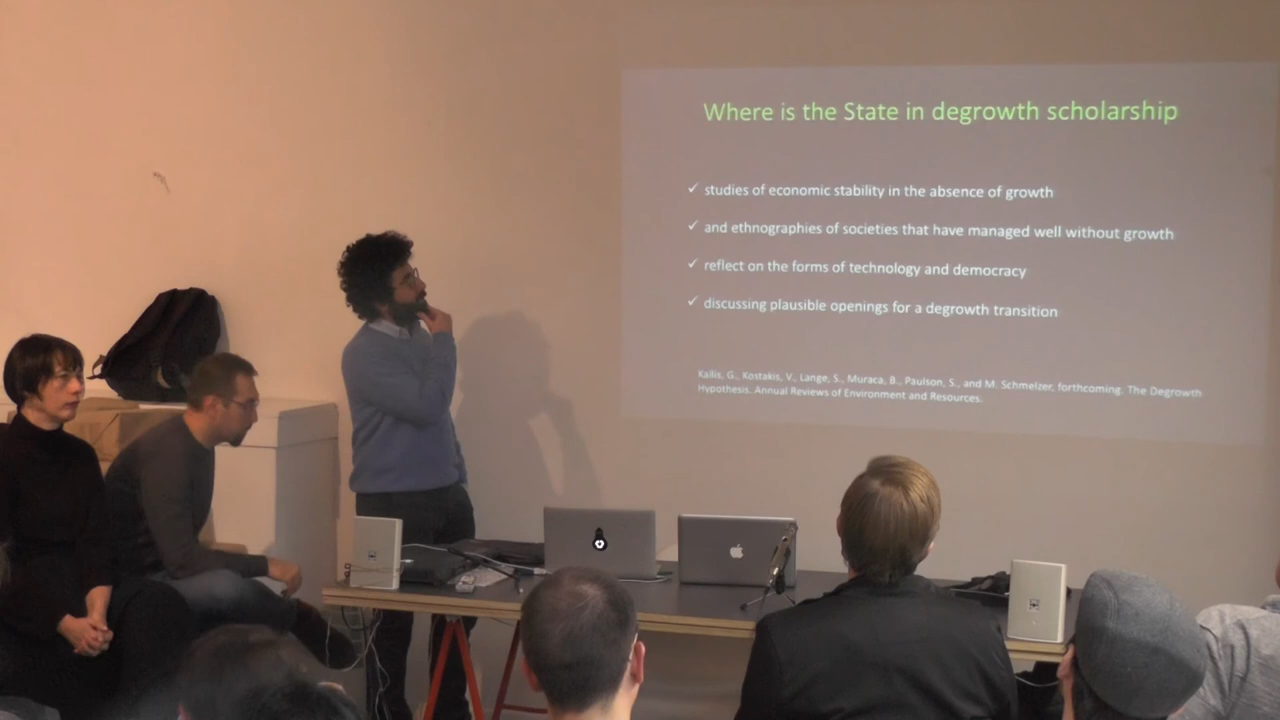 Where is the State in degrowth scholarship
✓ studies of economic stability in the absence of growth
✓ and ethnographies of societies that have managed well without growth
✓ reflect on the forms of technology and democracy
✓ discussing plausible openings for a degrowth transition
Kallis, G., Kostakis, V., Lange, S., Muraca, B., Paulson, S., and M. Schmelzer, forthcoming. The Degrowth
Hypothesis. Annual Reviews of Environment and Resources.